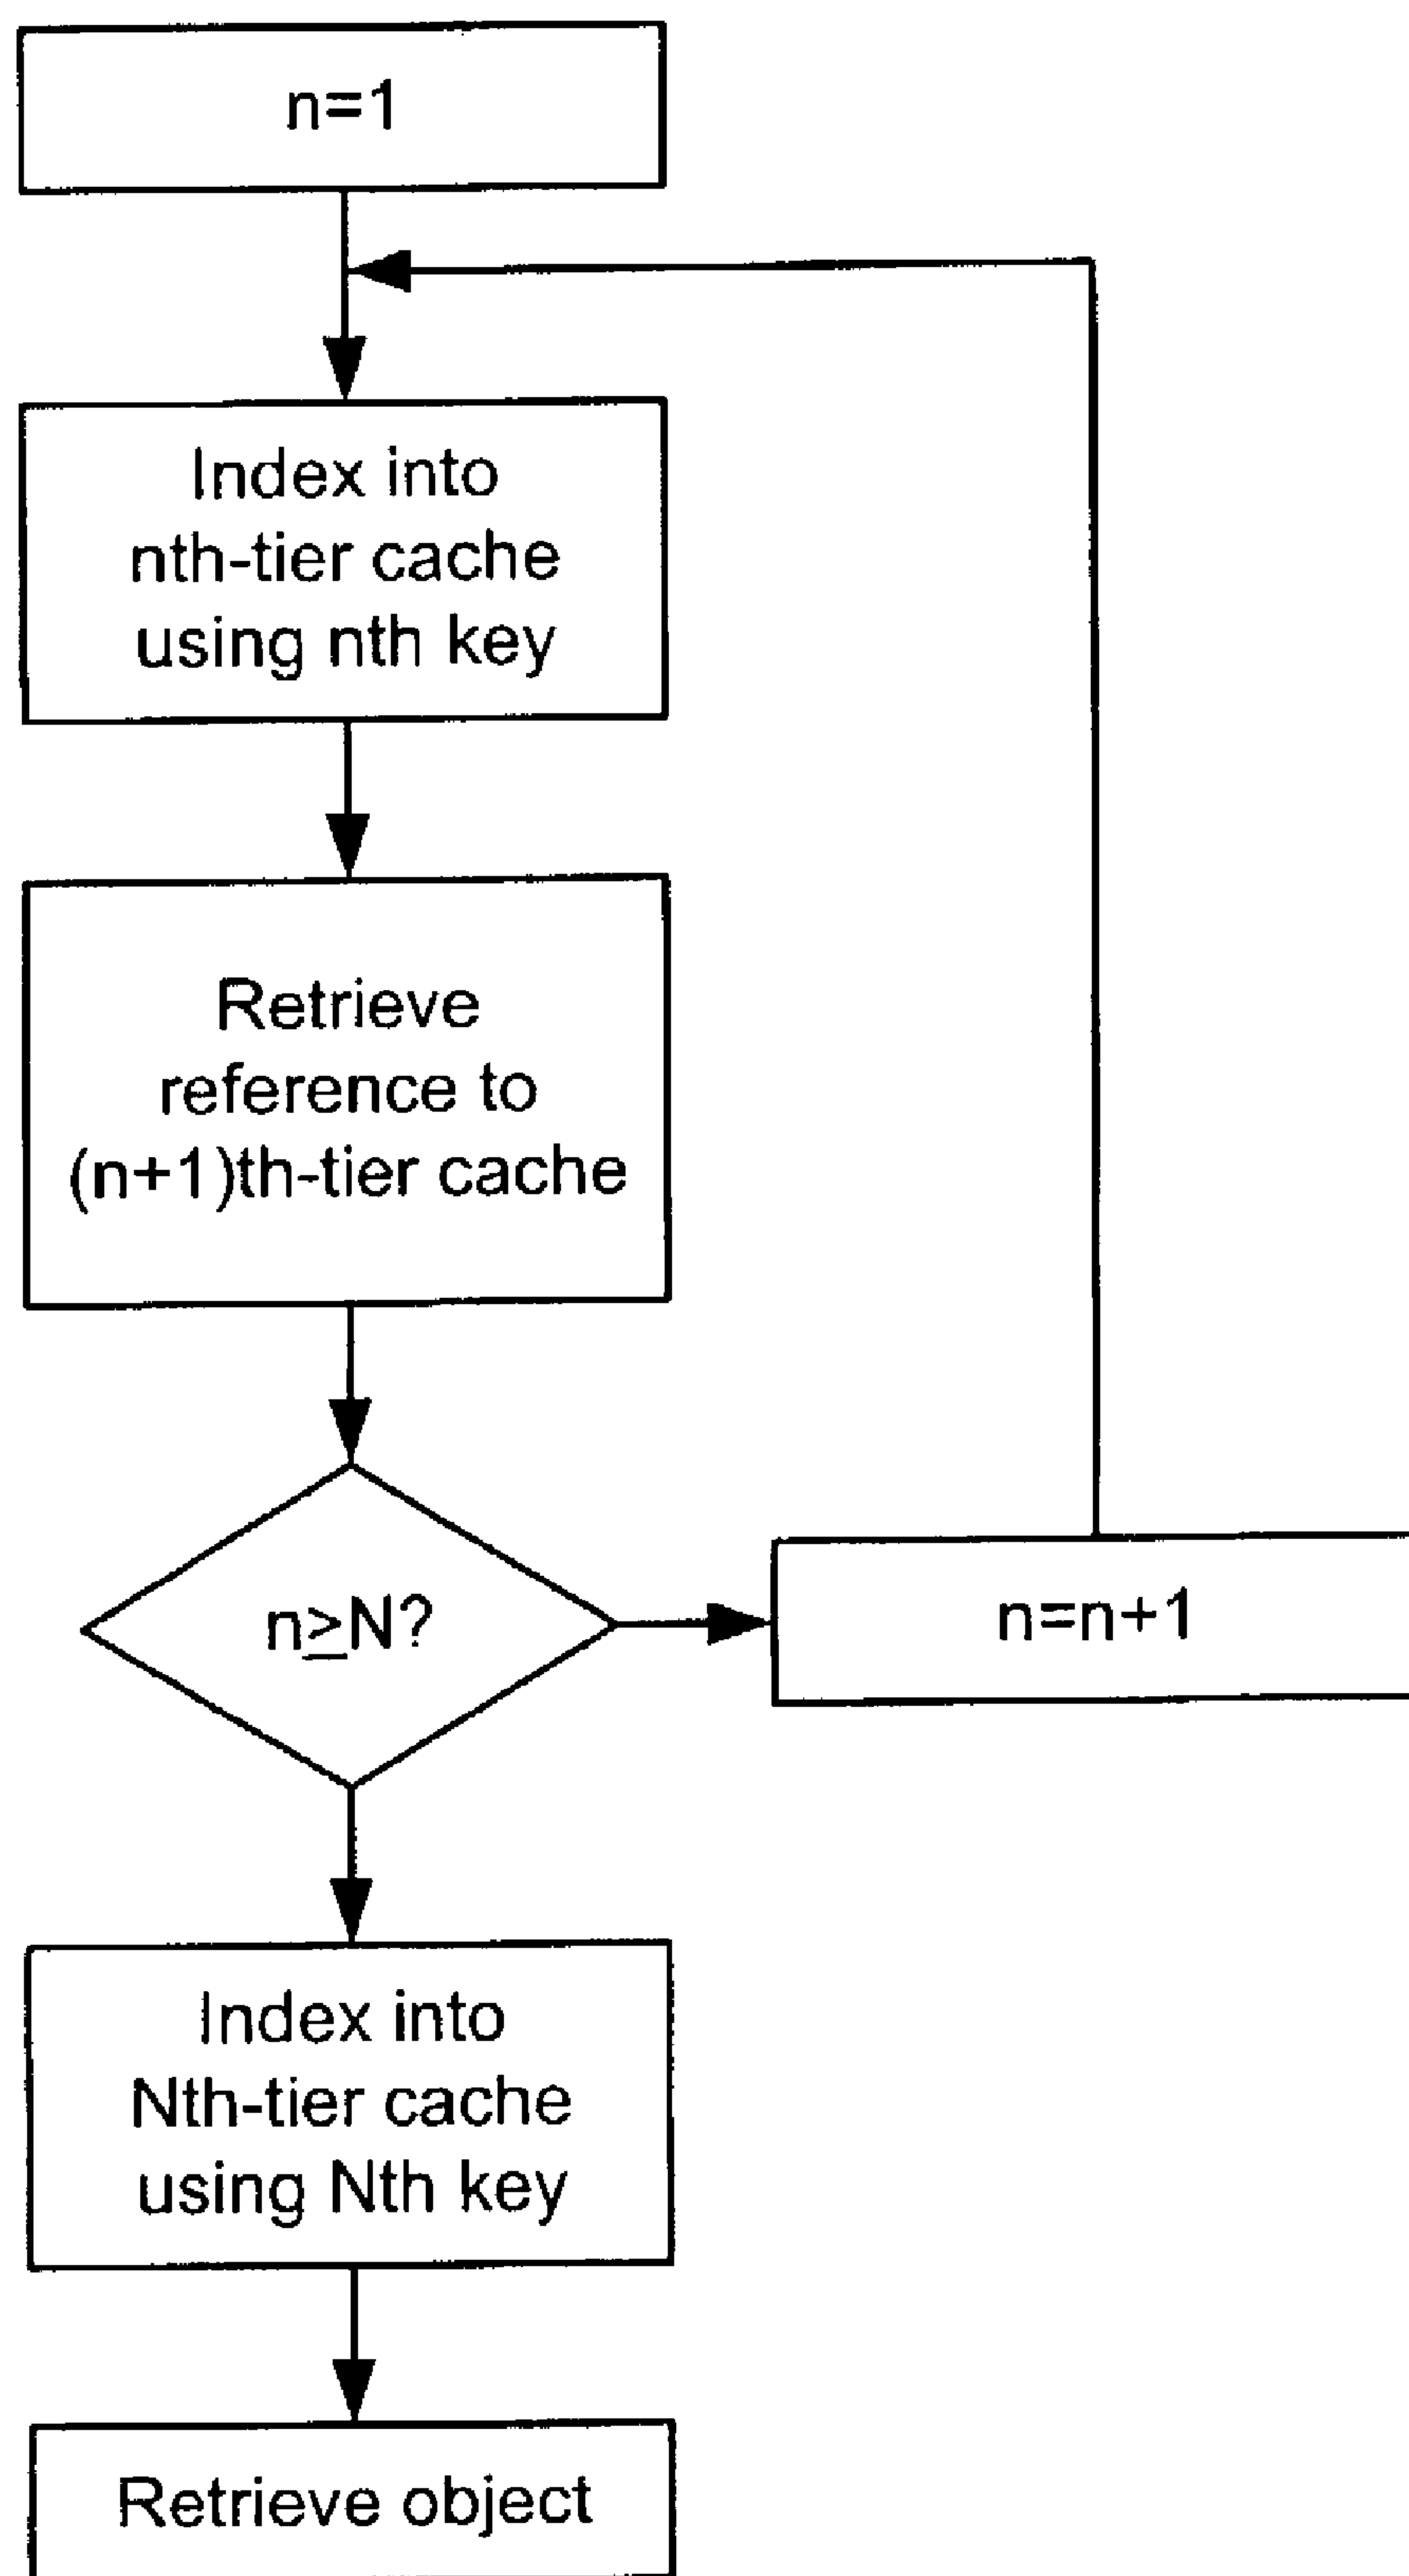 n=1
Index into
nth-tier cache
using nth key
Retrieve
reference to
(n+1)th-tier cache
n≥N?
n=n+1
Index into
Nth-tier cache
using Nth key
Retrieve object